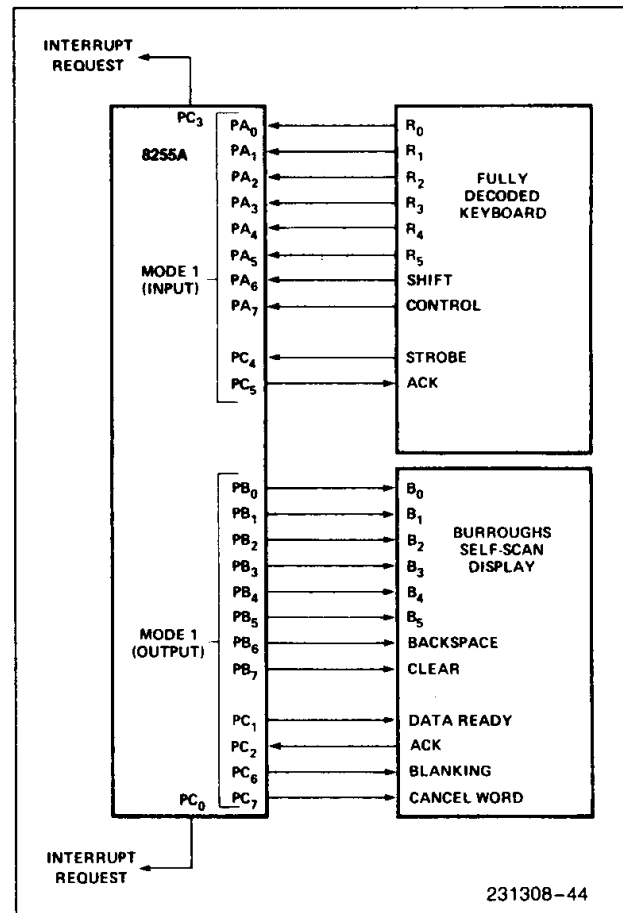 INTERRUPT
REQUEST
PC3
8255A
MODE 1
(INPUT)
PA0
PA1
PA2
PA3
PA4
PA5
PA6
PA7
PC4
PC5
R0
R1
R2
R3
R4
R5
SHIFT
CONTROL
STROBE
ACK
FULLY
DECODED
KEYBOARD
MODE 1
(OUTPUT)
PB0
PB1
PB2
PB3
PB4
PB5
PB6
PB7
PC1
PC2
PC6
PC7
B0
B1
B2
B3
B4
B5
BACKSPACE
CLEAR
DATA READY
ACK
BLANKING
CANCEL WORD
BURROUGHS
SELF-SCAN
DISPLAY
PC0
INTERRUPT
REQUEST
231308–44